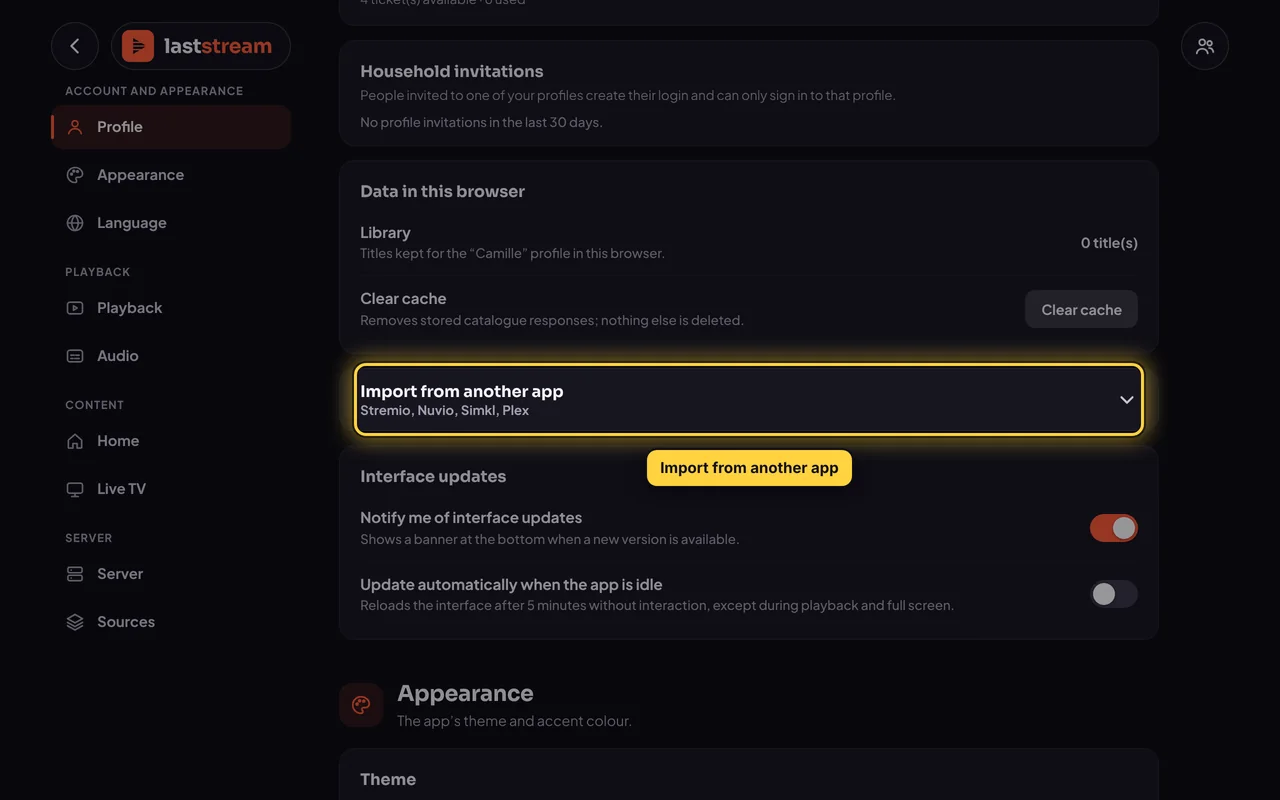 4 ticket(s) available · 0 used
laststream
ACCOUNT AND APPEARANCE
Profile
Appearance
Language
PLAYBACK
Playback
Audio
CONTENT
Home
Live TV
SERVER
Server
Sources
Household invitations
People invited to one of your profiles create their login and can only sign in to that profile.
No profile invitations in the last 30 days.
Data in this browser
Library
Titles kept for the “Camille” profile in this browser.
0 title(s)
Clear cache
Removes stored catalogue responses; nothing else is deleted.
Clear cache
Import from another app
Stremio, Nuvio, Simkl, Plex
Import from another app
Interface updates
Notify me of interface updates
Shows a banner at the bottom when a new version is available.
Update automatically when the app is idle
Reloads the interface after 5 minutes without interaction, except during playback and full screen.
Appearance
The app's theme and accent colour.
Theme